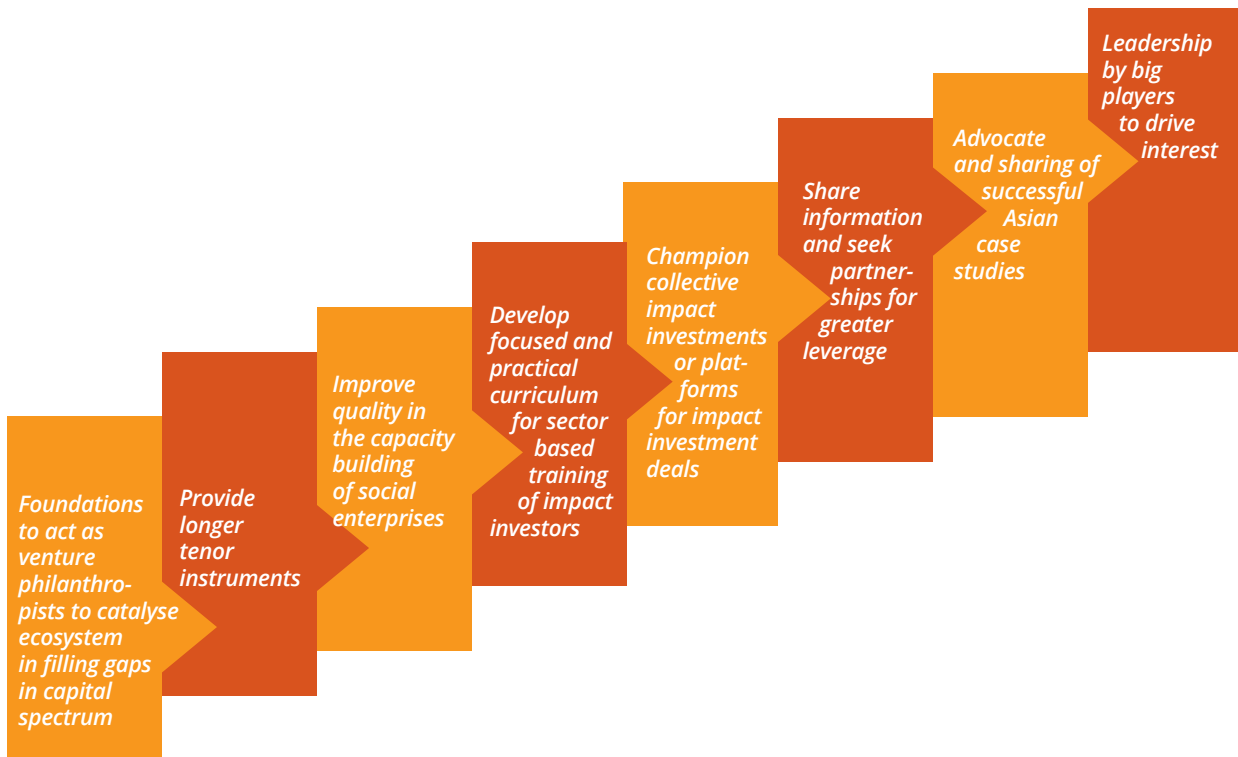 Foundations
to act as
venture
philanthro-
pists to catalyse
ecosystem
in filling gaps
in capital
spectrum
Provide
longer
tenor
instruments
Improve
quality in
the capacity
building
of social
enterprises
Develop
focused and
practical
curriculum
for sector
based
training
of impact
investors
Champion
collective
impact
investments
or plat-
forms
for impact
investment
deals
Share
information
and seek
partner-
ships for
greater
leverage
Advocate
and sharing of
successful
Asian
case
studies
Leadership
by big
players
to drive
interest